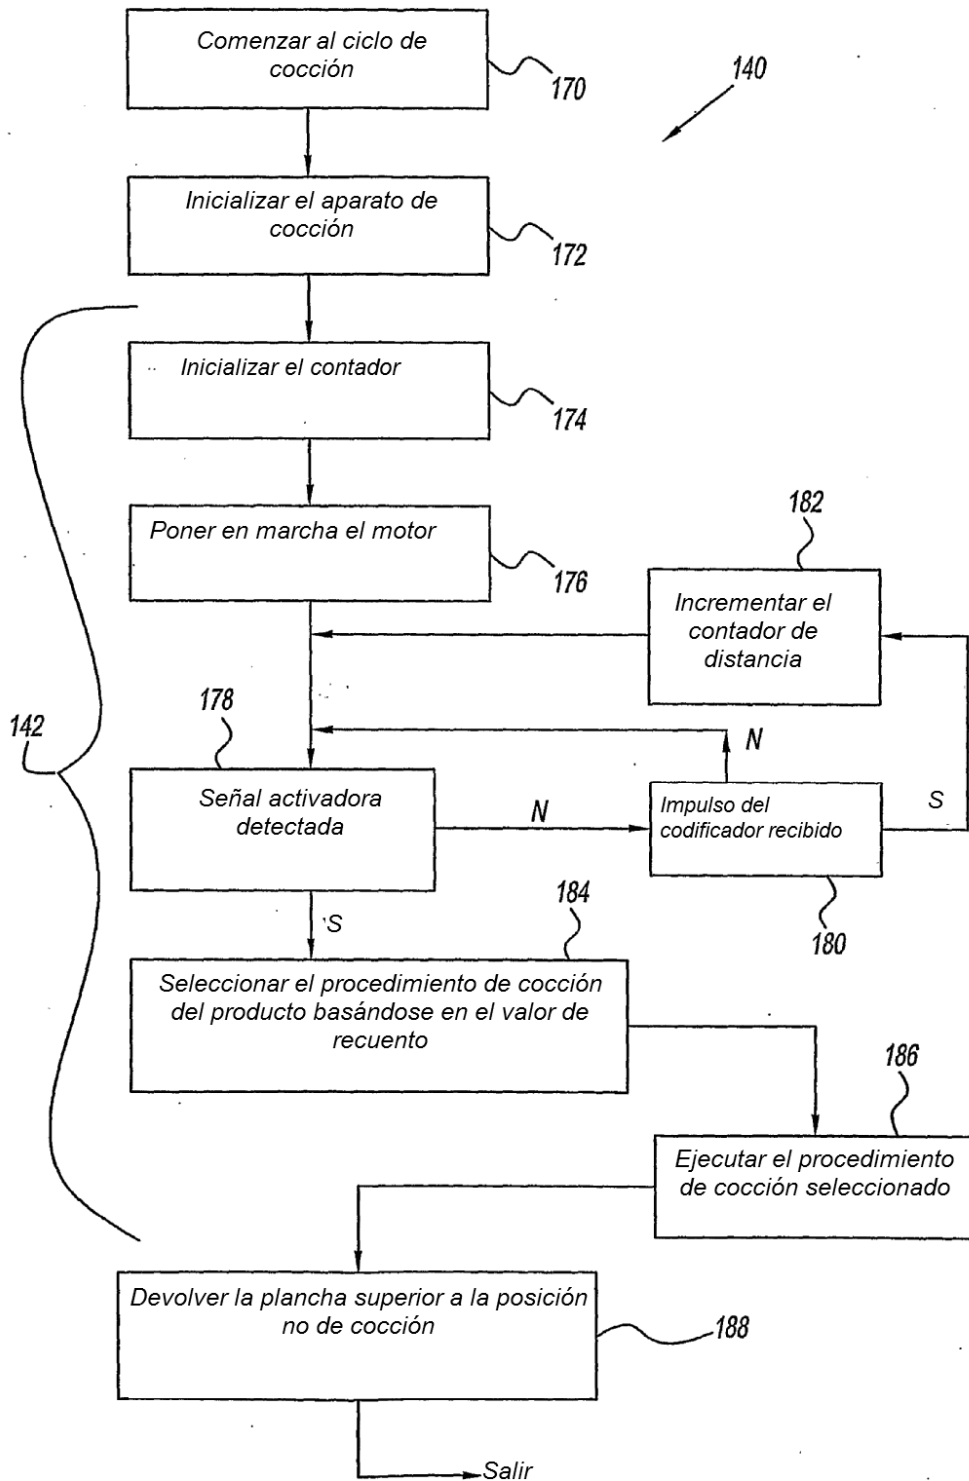 Comenzar al ciclo de
cocción
170
140
Inicializar el aparato de
cocción
172
Inicializar el contador
174
Poner en marcha el motor
176
182
Incrementar el
contador de
distancia
178
142
N
Señal activadora
detectada
N
Impulso del
codificador recibido
S
180
S
184
Seleccionar el procedimiento de cocción
del producto basándose en el valor de
recuento
186
Ejecutar el procedimiento
de cocción seleccionado
Devolver la plancha superior a la posición
no de cocción
188
Salir